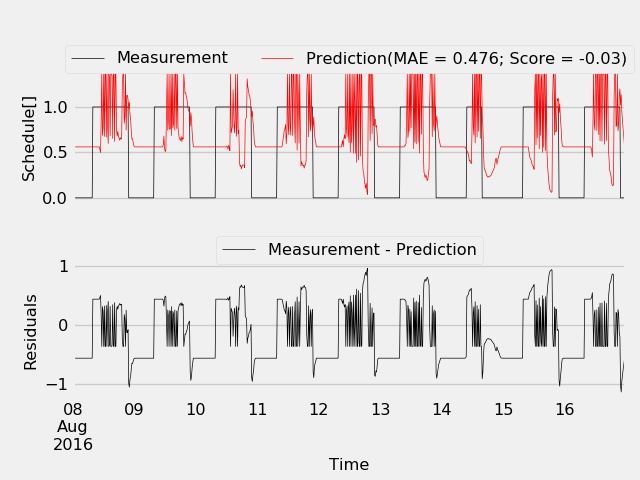 Measurement
Prediction(MAE = 0.476; Score = -0.03)
Schedule[]
1.0
0.5
0.0
Measurement - Prediction
Residuals
1
0
−1
08 09 10 11 12 13 14 15 16
Aug
2016
Time